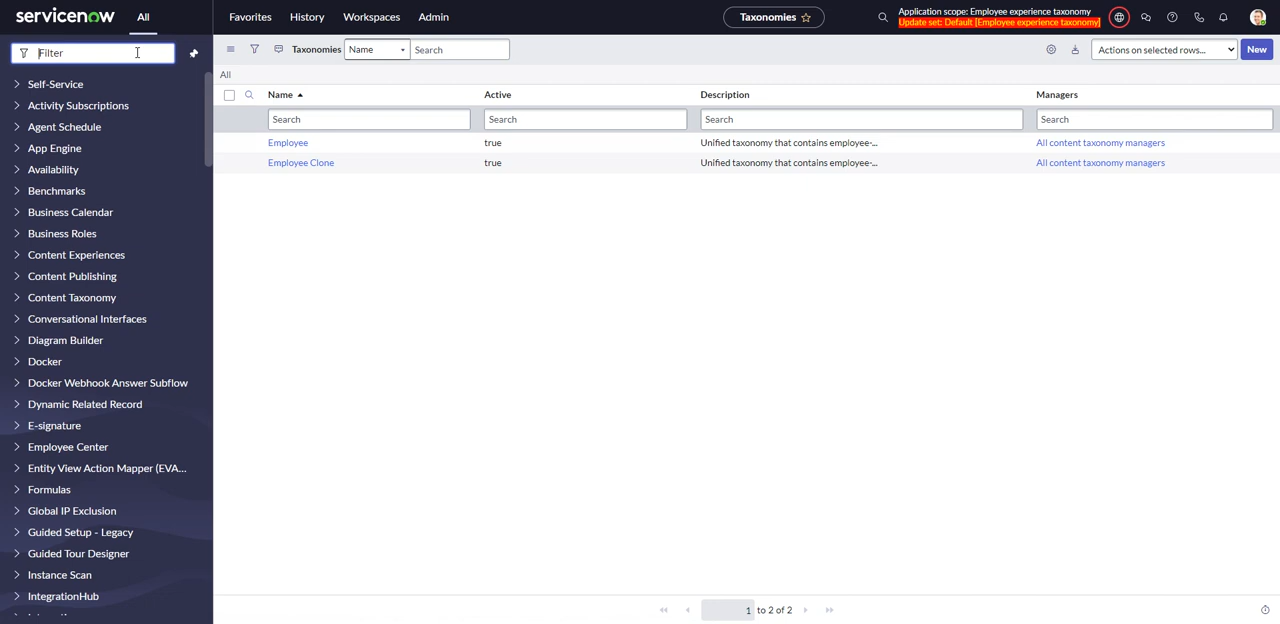 servicenow All Favorites History Workspaces Admin Taxonomies Application scope: Employee experience taxonomy
Update set: Default [Employee experience taxonomy]
Filter
Taxonomies Name Search Actions on selected rows... New
All
Name Active Description Managers
Search Search Search Search
Employee true Unified taxonomy that contains employee-... All content taxonomy managers
Employee Clone true Unified taxonomy that contains employee-... All content taxonomy managers
Self-Service
Activity Subscriptions
Agent Schedule
App Engine
Availability
Benchmarks
Business Calendar
Business Roles
Content Experiences
Content Publishing
Content Taxonomy
Conversational Interfaces
Diagram Builder
Docker
Docker Webhook Answer Subflow
Dynamic Related Record
E-signature
Employee Center
Entity View Action Mapper (EVA...
Formulas
Global IP Exclusion
Guided Setup - Legacy
Guided Tour Designer
Instance Scan
IntegrationHub
1 to 2 of 2